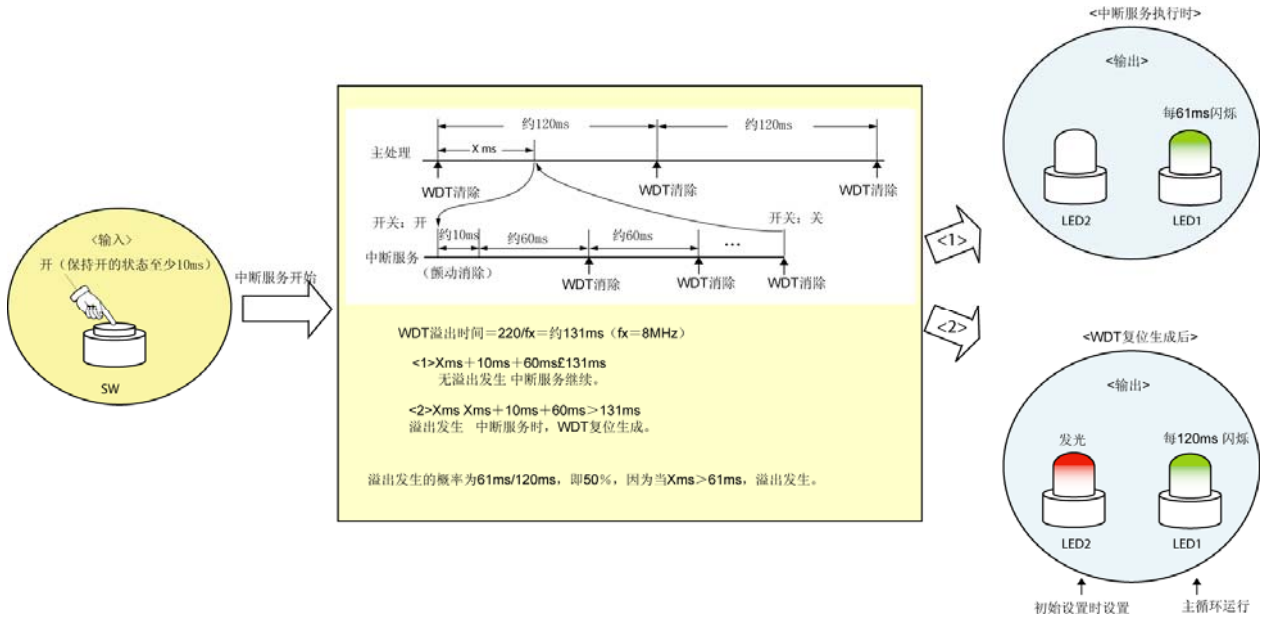 <输入>
开（保持开的状态至少10ms）
SW
中断服务开始
约120ms
约120ms
X ms
主处理
WDT清除
WDT清除
WDT清除
开关：开
开关：关
约10ms
约60ms
约60ms
...
中断服务
（颤动消除）
WDT消除
WDT消除
WDT消除
WDT溢出时间＝220/fx＝约131ms（fx＝8MHz）
<1>Xms＋10ms＋60ms£131ms
无溢出发生 中断服务继续。
<2>Xms Xms＋10ms＋60ms＞131ms
溢出发生 中断服务时，WDT复位生成。
溢出发生的概率为61ms/120ms，即50％，因为当Xms＞61ms，溢出发生。
<1>
<2>
<中断服务执行时>
<输出>
每61ms闪烁
LED2
LED1
<WDT复位生成后>
<输出>
发光
每120ms 闪烁
LED2
LED1
初始设置时设置
主循环运行